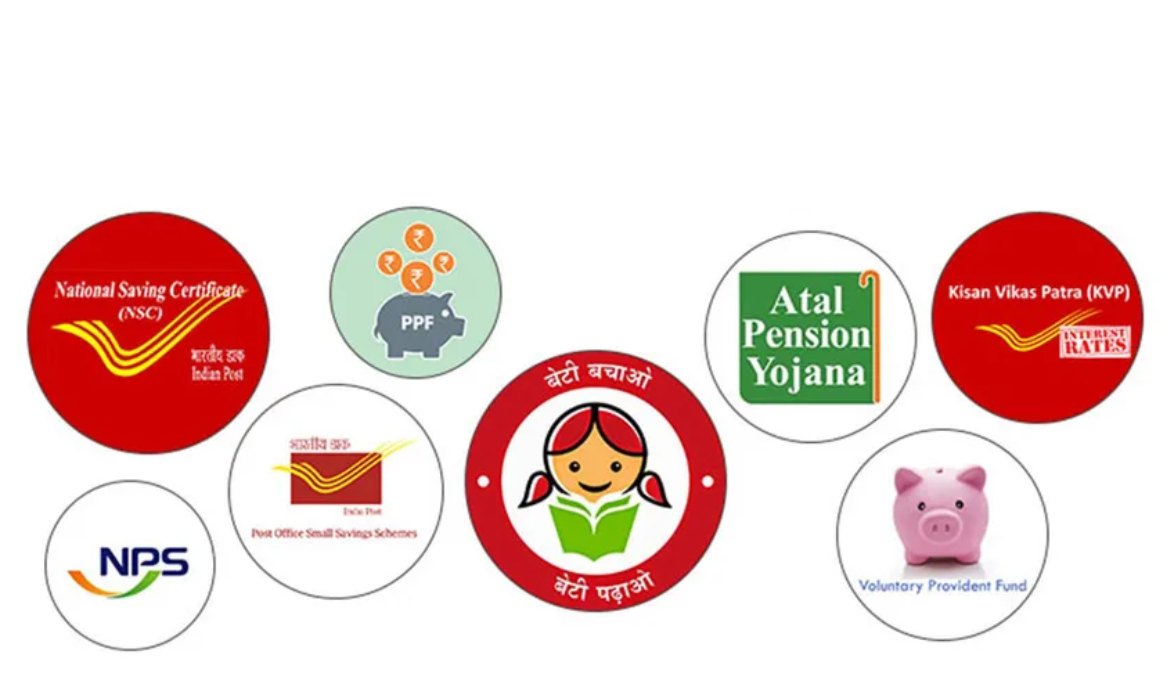 National Saving Certificate
(NSC)
भारतीय डाक
Indian Post
PPF
Atal
Pension
Yojana
Kisan Vikas Patra (KVP)
INTEREST
RATES
भारतीय डाक
India Post
Post Office Small Savings Schemes
बेटी बचाओ
बेटी पढ़ाओ
NPS
Voluntary Provident Fund